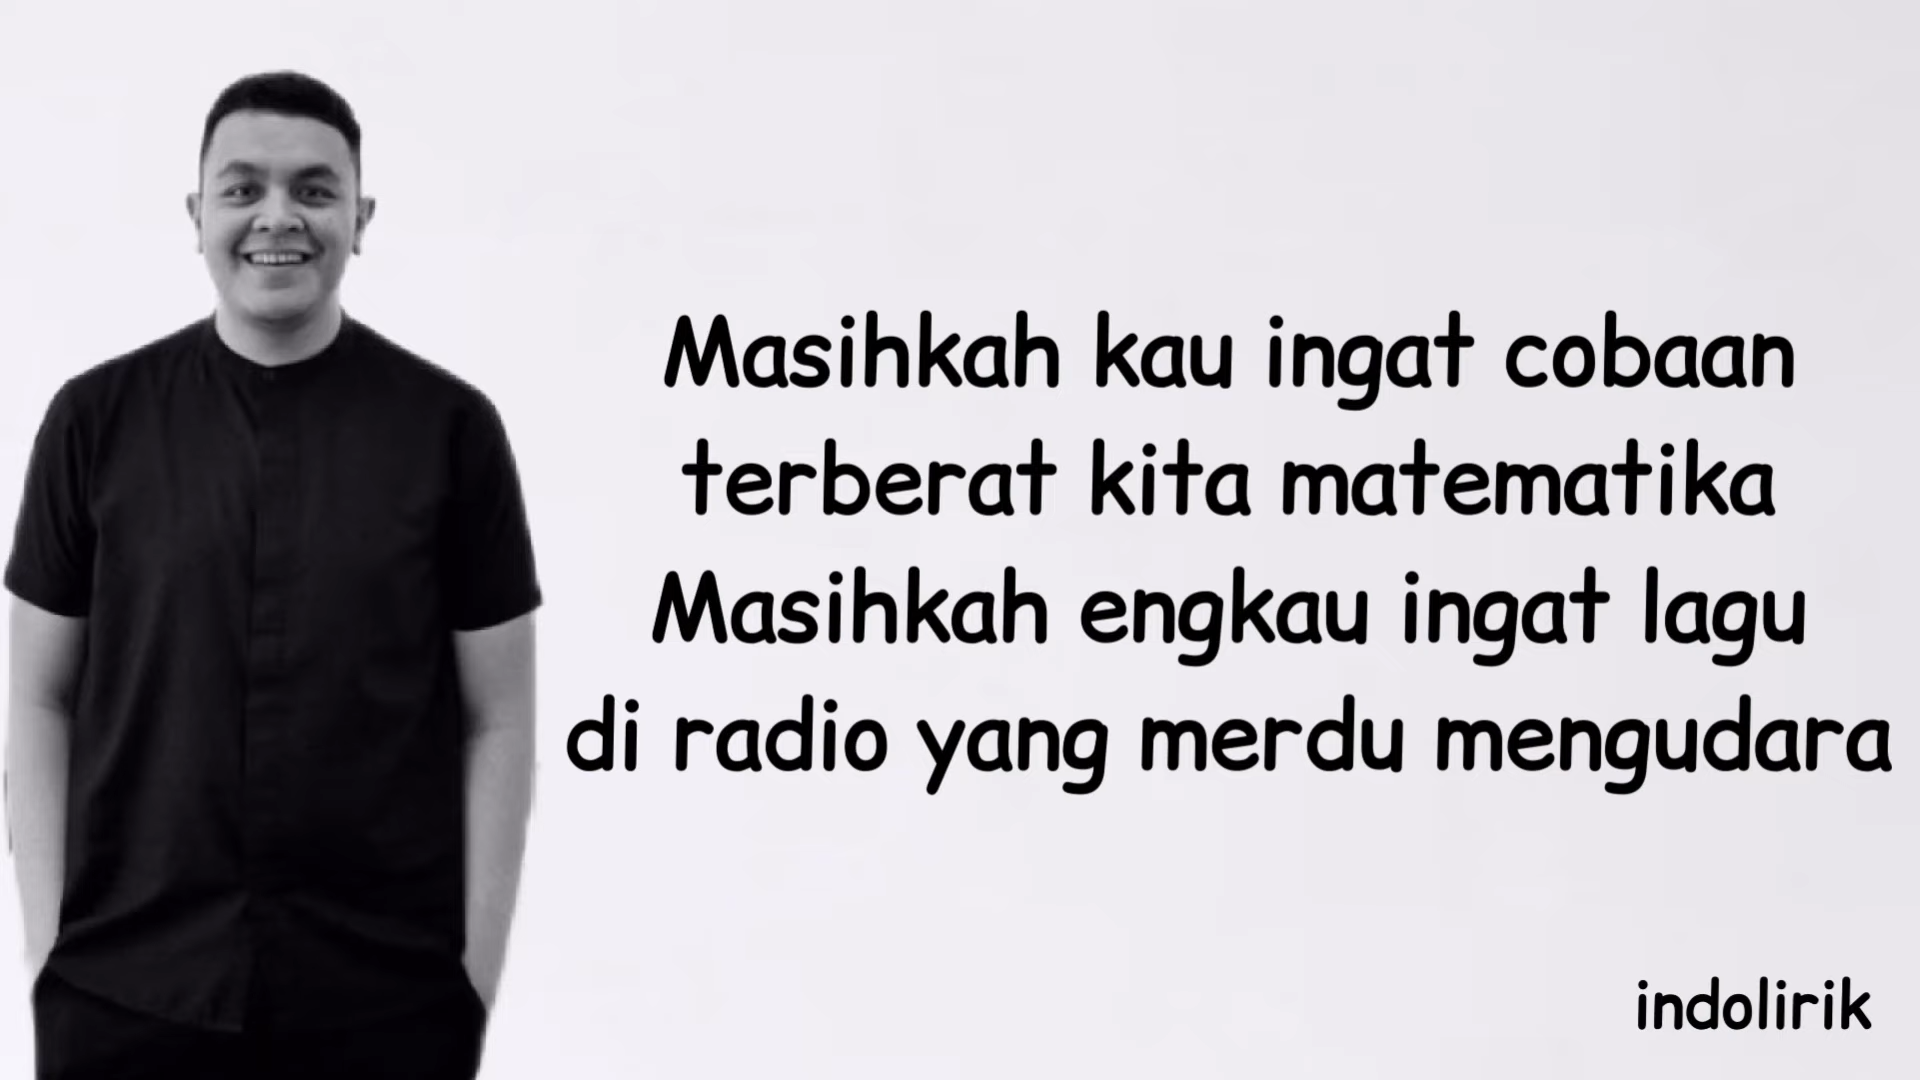 Masihkah kau ingat cobaan
terberat kita matematika
Masihkah engkau ingat lagu
di radio yang merdu mengudara
indolirik